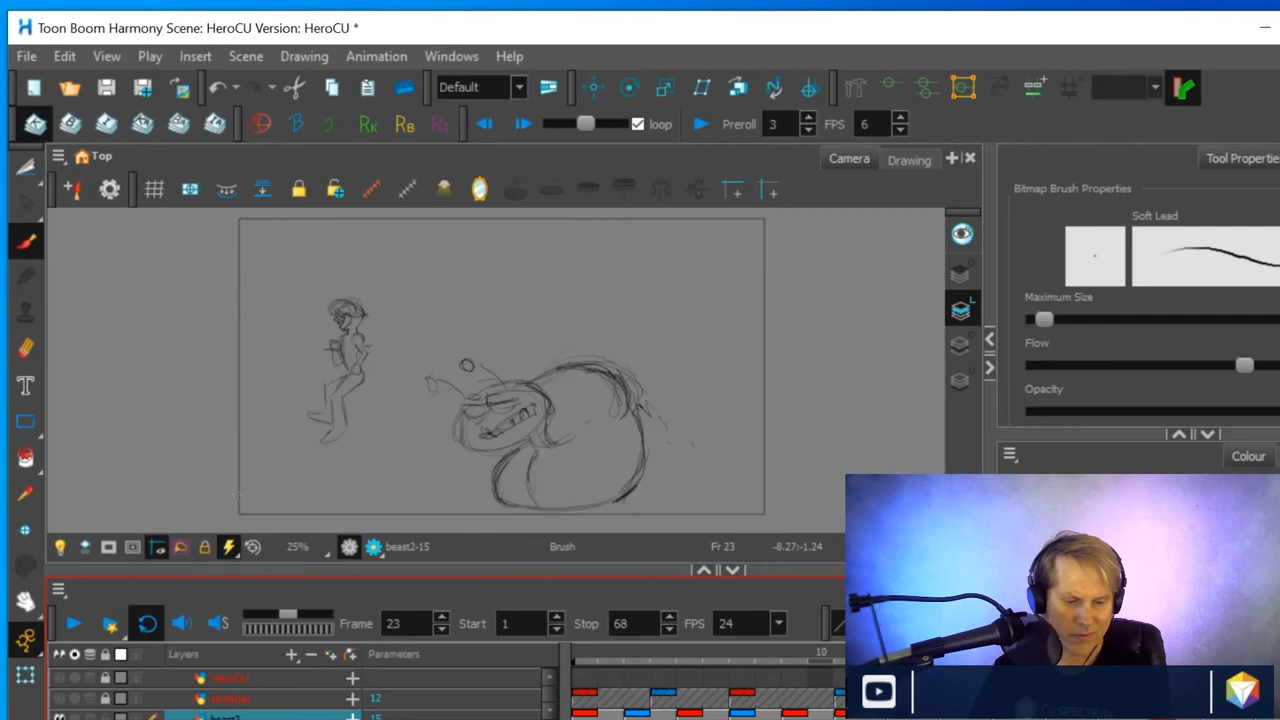 Toon Boom Harmony Scene: HeroCU Version: HeroCU *
File Edit View Play Insert Scene Drawing Animation Windows Help
Default
loop Preroll 3 FPS 6
Top Camera Drawing Tool Properti
Bitmap Brush Properties
Soft Lead
Maximum Size
Flow
Opacity
Colour
25% beast2-15 Brush Fr 23 -8.27:-1.24
Frame 23 Start 1 Stop 68 FPS 24
Layers Parameters 10
HeroCU
12
beast2 15